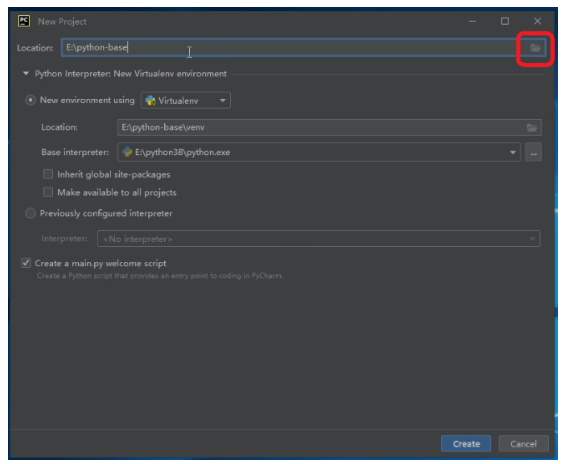 PC New Project
Location: E:\python-base
Python Interpreter: New Virtualenv environment
New environment using Virtualenv
Location: E:\python-base\venv
Base interpreter: E:\python38\python.exe ...
Inherit global site-packages
Make available to all projects
Previously configured interpreter
Interpreter: <No interpreter>
Create a main.py welcome script
Create a Python script that provides an entry point to coding in PyCharm.
Create Cancel